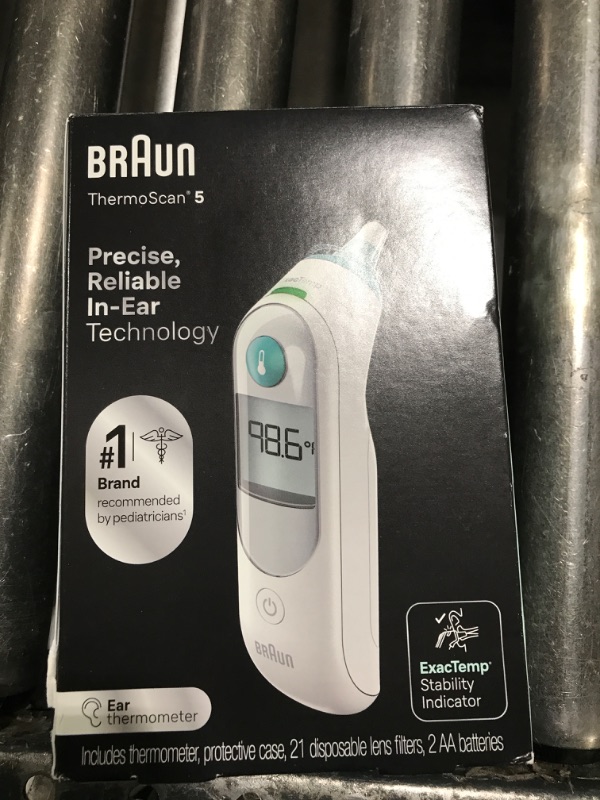 BRAUN
ThermoScan® 5
Precise,
Reliable
In-Ear
Technology
#1
Brand
recommended
by pediatricians¹
98.6°F
BRAUN
ExacTemp®
Stability
Indicator
Ear
thermometer
Includes thermometer, protective case, 21 disposable lens filters, 2 AA batteries